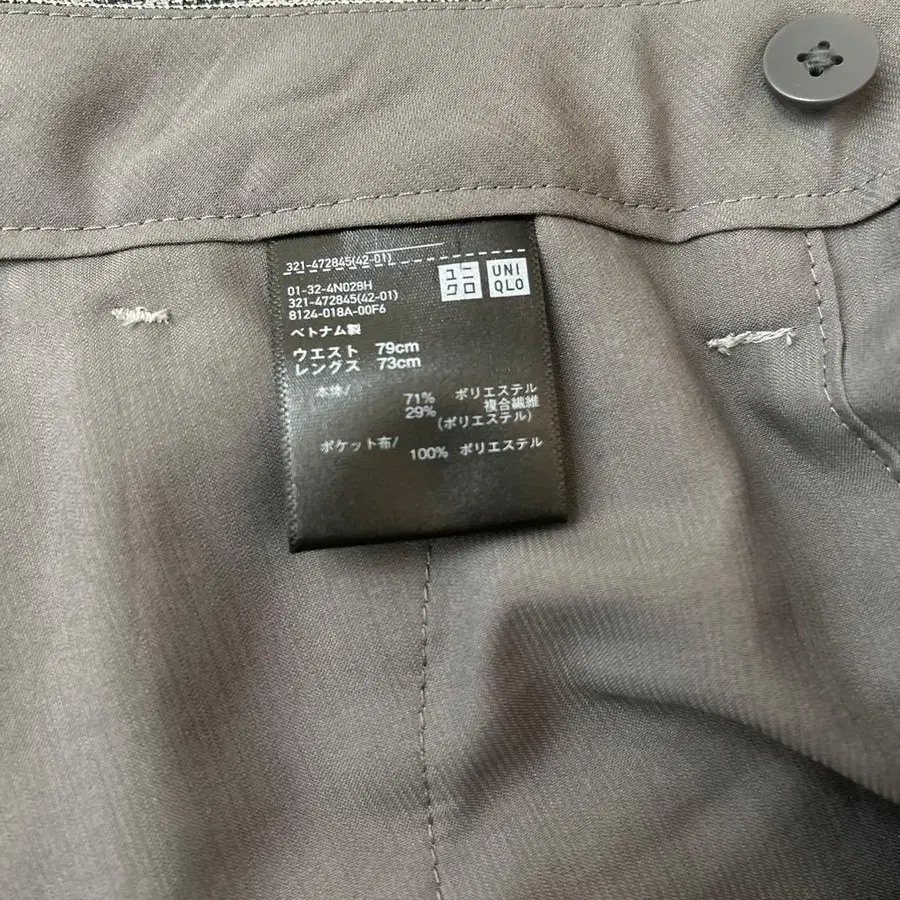 321-472845(42-01)
ユニ
クロ
UNI
QLO
01-32-4N028H
321-472845(42-01)
8124-018A-00F6
ベトナム製
ウエスト 79cm
レングス 73cm
本体/ 71% ポリエステル
29% 複合繊維
(ポリエステル)
ポケット布/ 100% ポリエステル